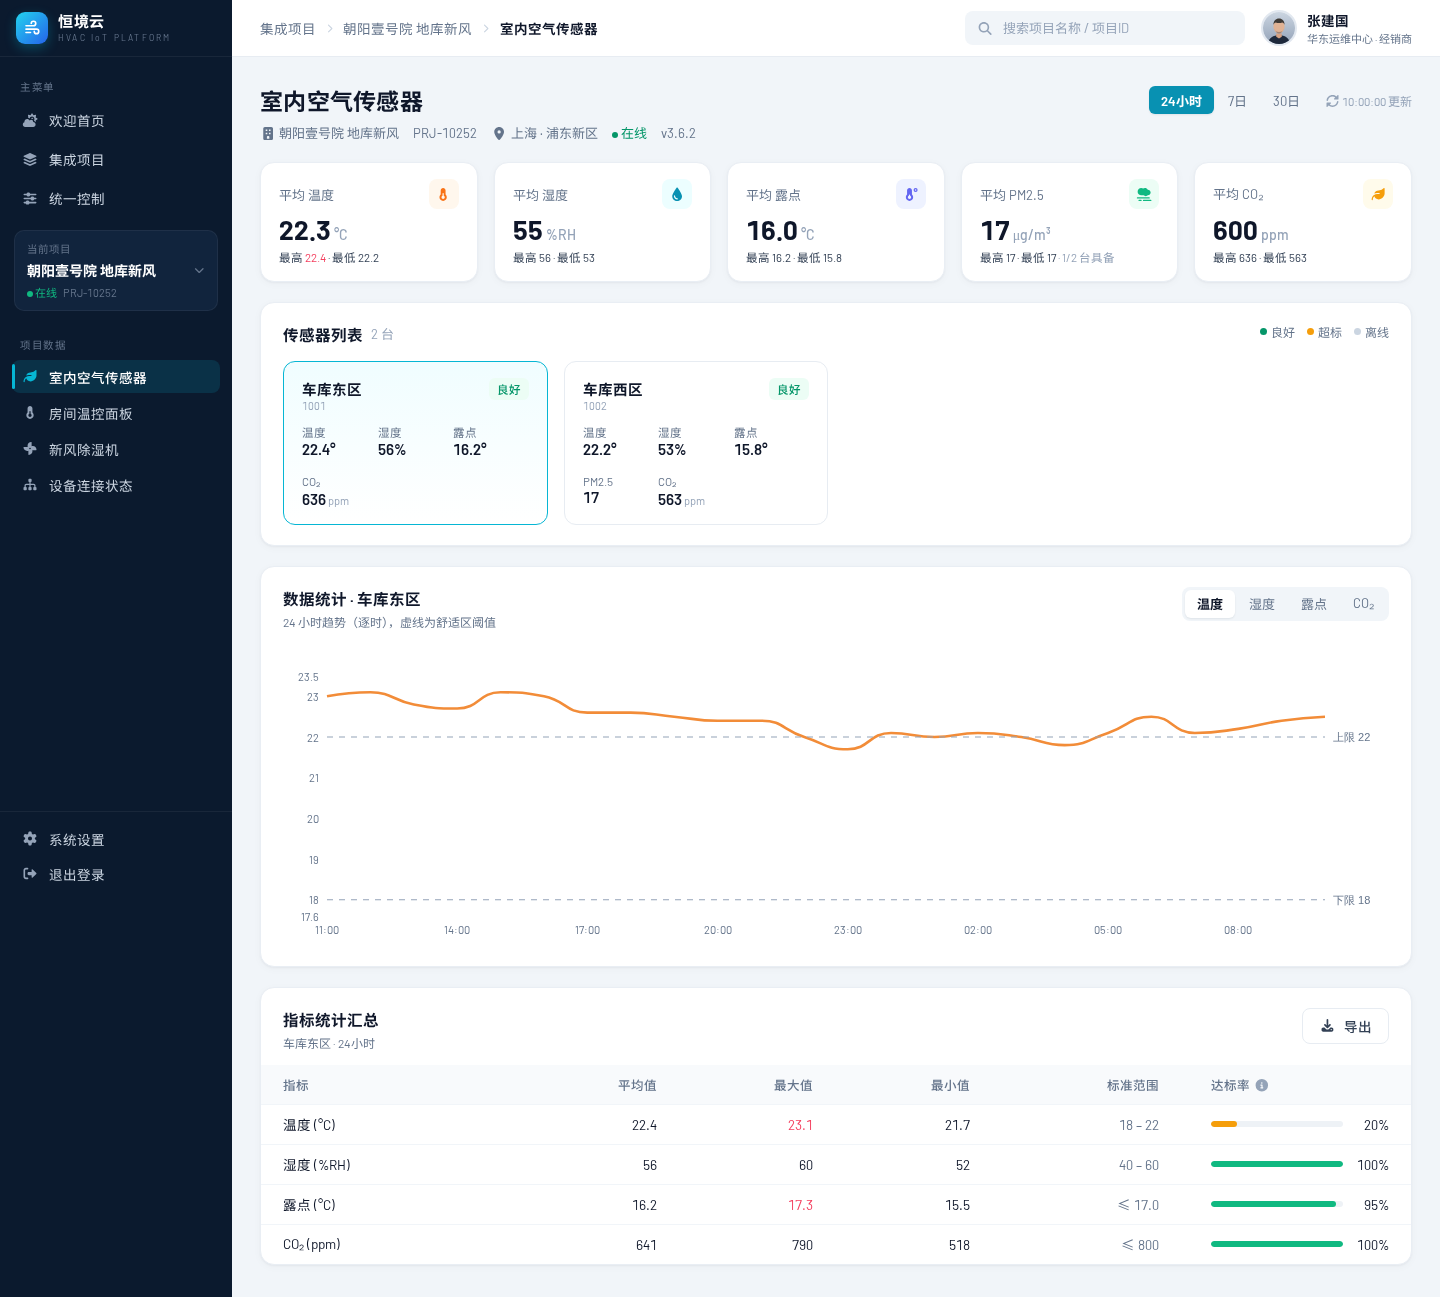 恒境云
HVAC IoT PLATFORM
主菜单
欢迎首页
集成项目
统一控制
当前项目
朝阳壹号院 地库新风
在线 PRJ-10252
项目数据
室内空气传感器
房间温控面板
新风除湿机
设备连接状态
系统设置
退出登录
集成项目 朝阳壹号院 地库新风 室内空气传感器
搜索项目名称 / 项目ID
张建国
华东运维中心 · 经销商
室内空气传感器
24小时 7日 30日 10:00:00 更新
朝阳壹号院 地库新风 PRJ-10252 上海 · 浦东新区 在线 v3.6.2
平均 温度
22.3 °C
最高 22.4 · 最低 22.2
平均 湿度
55 %RH
最高 56 · 最低 53
平均 露点
16.0 °C
最高 16.2 · 最低 15.8
平均 PM2.5
17 µg/m³
最高 17 · 最低 17 · 1/2 台具备
平均 CO₂
600 ppm
最高 636 · 最低 563
传感器列表 2 台
良好 超标 离线
车库东区 良好
1001
温度 湿度 露点
22.4° 56% 16.2°
CO₂
636 ppm
车库西区 良好
1002
温度 湿度 露点
22.2° 53% 15.8°
PM2.5 CO₂
17 563 ppm
数据统计 · 车库东区
24 小时趋势（逐时），虚线为舒适区阈值
温度 湿度 露点 CO₂
23.5
23
22
21
20
19
18
17.6
上限 22
下限 18
11:00 14:00 17:00 20:00 23:00 02:00 05:00 08:00
指标统计汇总
车库东区 · 24小时
导出
指标 平均值 最大值 最小值 标准范围 达标率
温度 (°C) 22.4 23.1 21.7 18 – 22 20%
湿度 (%RH) 56 60 52 40 – 60 100%
露点 (°C) 16.2 17.3 15.5 ≤ 17.0 95%
CO₂ (ppm) 641 790 518 ≤ 800 100%